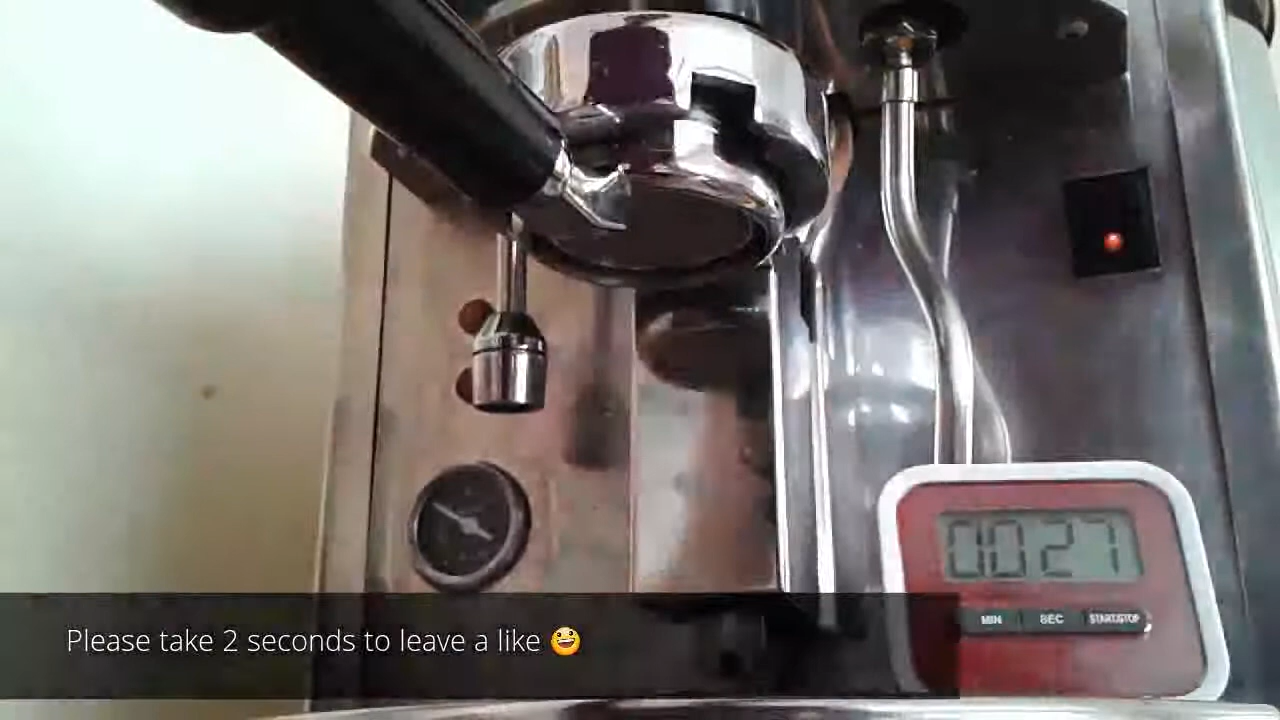 00 27
MIN SEC START/STOP
Please take 2 seconds to leave a like 😃